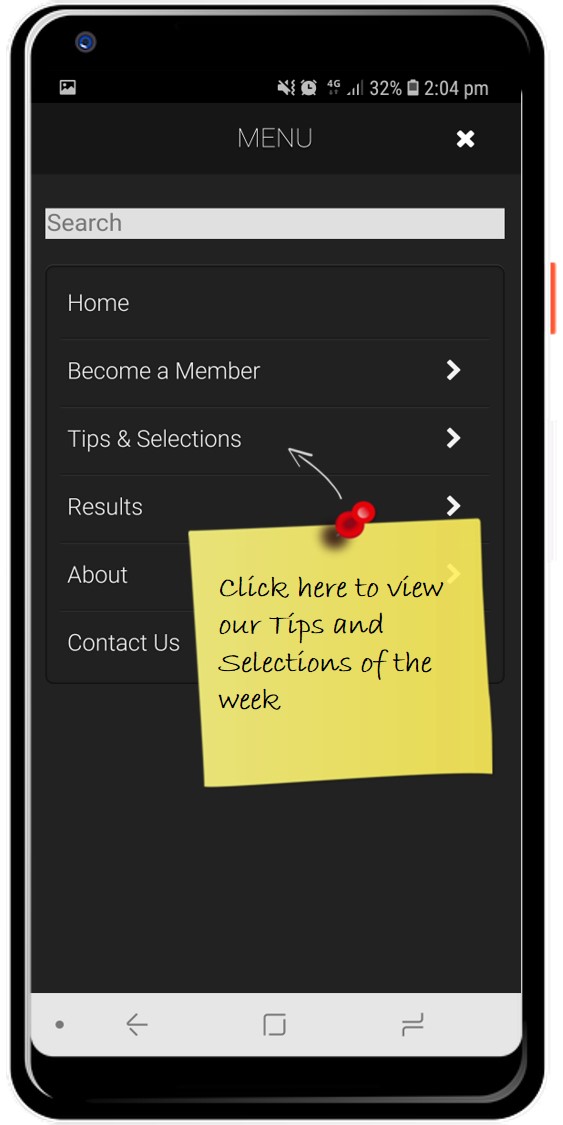 4G 32% 2:04 pm
MENU
Search
Home
Become a Member
Tips & Selections
Results
About
Contact Us
Click here to view
our Tips and
Selections of the
week